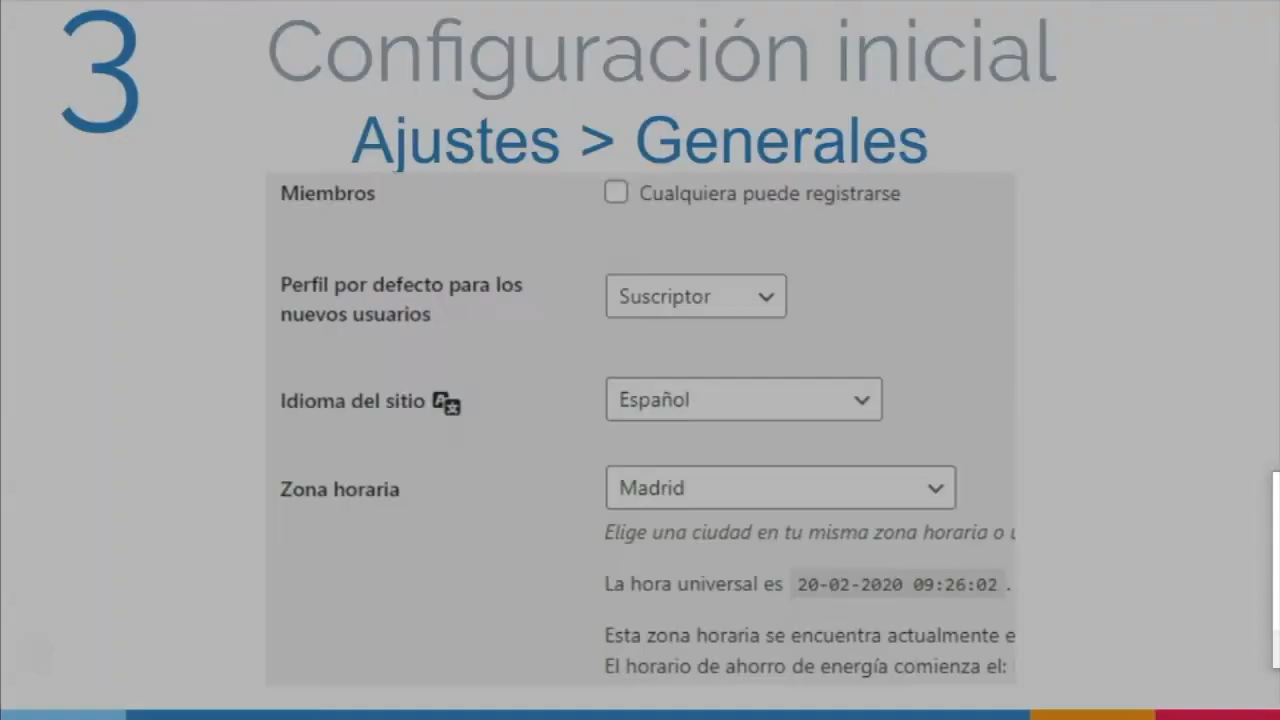 3
Configuración inicial
Ajustes > Generales
Miembros
Cualquiera puede registrarse
Perfil por defecto para los
nuevos usuarios
Suscriptor
Idioma del sitio
Español
Zona horaria
Madrid
Elige una ciudad en tu misma zona horaria o
La hora universal es 20-02-2020 09:26:02 .
Esta zona horaria se encuentra actualmente e
El horario de ahorro de energía comienza el: